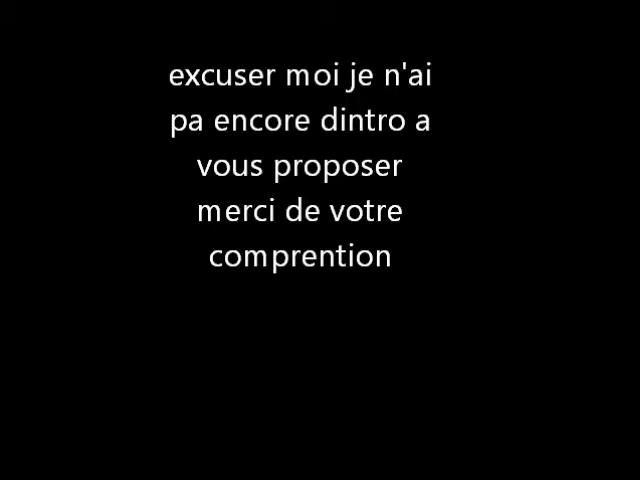 excuser moi je n'ai
pa encore dintro a
vous proposer
merci de votre
comprention